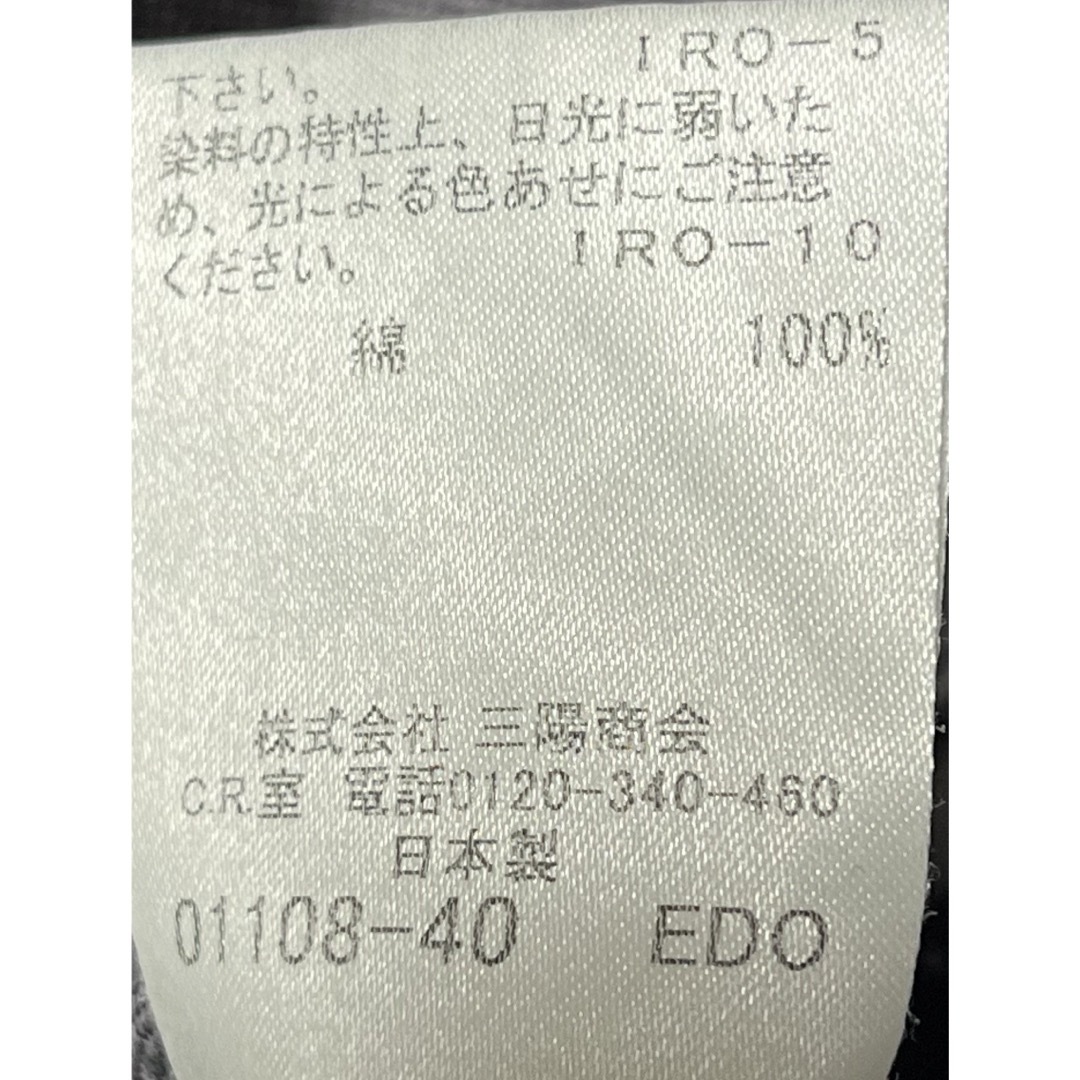 下さい。 IRO-5
染料の特性上、日光に弱いた
め、光による色あせにご注意
ください。 IRO-10
綿 100%
株式会社 三陽商会
C.R.室 電話0120-340-460
日本製
01108-40 EDO